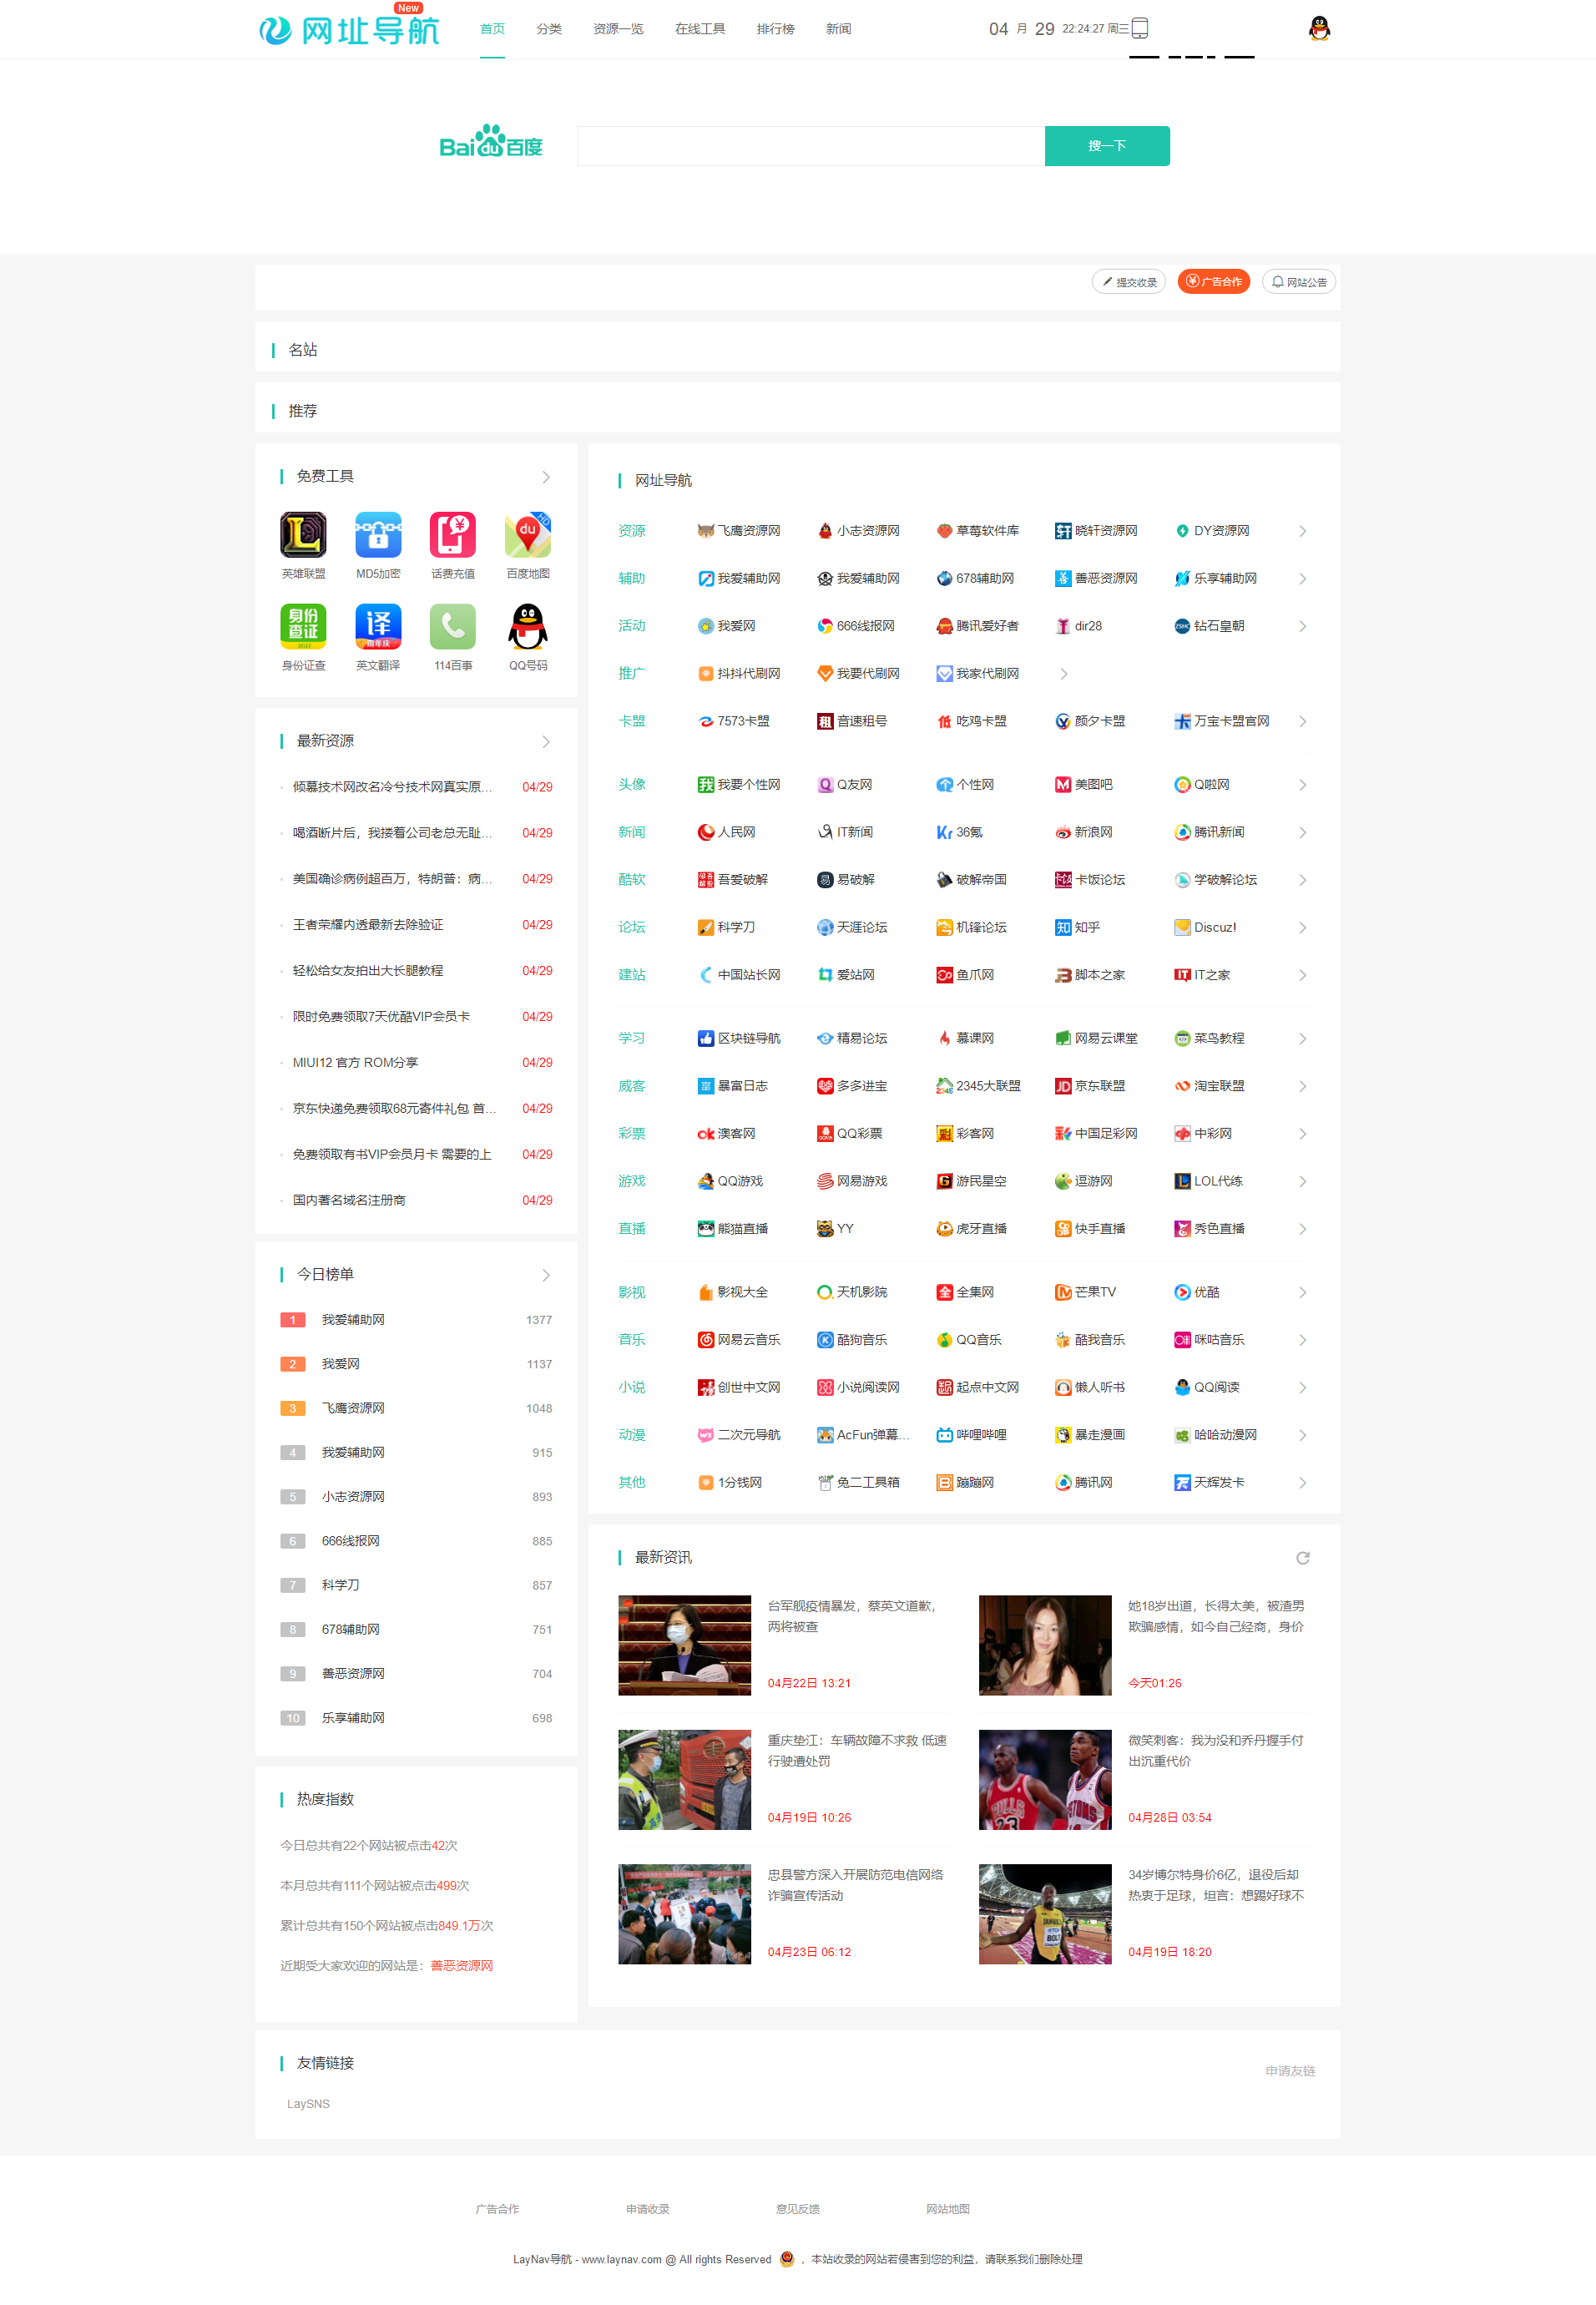 网址导航 New 首页 分类 资源一览 在线工具 排行榜 新闻 04 月 29 22:24:27 周三
Bai du 百度 搜一下
提交收录 广告合作 网站公告
名站
推荐
免费工具
英雄联盟 MD5加密 话费充值 百度地图
身份证查 英文翻译 114百事 QQ号码
最新资源
倾慕技术网改名冷兮技术网真实原... 04/29
喝酒断片后，我搂着公司老总无耻... 04/29
美国确诊病例超百万，特朗普：病... 04/29
王者荣耀内透最新去除验证 04/29
轻松给女友拍出大长腿教程 04/29
限时免费领取7天优酷VIP会员卡 04/29
MIUI12 官方 ROM分享 04/29
京东快递免费领取68元寄件礼包 首... 04/29
免费领取有书VIP会员月卡 需要的上 04/29
国内著名域名注册商 04/29
今日榜单
1 我爱辅助网 1377
2 我爱网 1137
3 飞鹰资源网 1048
4 我爱辅助网 915
5 小志资源网 893
6 666线报网 885
7 科学刀 857
8 678辅助网 751
9 善恶资源网 704
10 乐享辅助网 698
热度指数
今日总共有22个网站被点击42次
本月总共有111个网站被点击499次
累计总共有150个网站被点击849.1万次
近期受大家欢迎的网站是：善恶资源网
网址导航
资源 飞鹰资源网 小志资源网 草莓软件库 晓轩资源网 DY资源网
辅助 我爱辅助网 我爱辅助网 678辅助网 善恶资源网 乐享辅助网
活动 我爱网 666线报网 腾讯爱好者 dir28 钻石皇朝
推广 抖抖代刷网 我要代刷网 我家代刷网
卡盟 7573卡盟 音速租号 吃鸡卡盟 颜夕卡盟 万宝卡盟官网
头像 我要个性网 Q友网 个性网 美图吧 Q啦网
新闻 人民网 IT新闻 36氪 新浪网 腾讯新闻
酷软 吾爱破解 易破解 破解帝国 卡饭论坛 学破解论坛
论坛 科学刀 天涯论坛 机锋论坛 知乎 Discuz!
建站 中国站长网 爱站网 鱼爪网 脚本之家 IT之家
学习 区块链导航 精易论坛 慕课网 网易云课堂 菜鸟教程
威客 暴富日志 多多进宝 2345大联盟 京东联盟 淘宝联盟
彩票 澳客网 QQ彩票 彩客网 中国足彩网 中彩网
游戏 QQ游戏 网易游戏 游民星空 逗游网 LOL代练
直播 熊猫直播 YY 虎牙直播 快手直播 秀色直播
影视 影视大全 天机影院 全集网 芒果TV 优酷
音乐 网易云音乐 酷狗音乐 QQ音乐 酷我音乐 咪咕音乐
小说 创世中文网 小说阅读网 起点中文网 懒人听书 QQ阅读
动漫 二次元导航 AcFun弹幕... 哔哩哔哩 暴走漫画 哈哈动漫网
其他 1分钱网 兔二工具箱 蹦蹦网 腾讯网 天辉发卡
最新资讯
台军舰疫情暴发，蔡英文道歉，
两将被查
04月22日 13:21
她18岁出道，长得太美，被渣男
欺骗感情，如今自己经商，身价
今天01:26
重庆垫江：车辆故障不求救 低速
行驶遭处罚
04月19日 10:26
微笑刺客：我为没和乔丹握手付
出沉重代价
04月28日 03:54
忠县警方深入开展防范电信网络
诈骗宣传活动
04月23日 06:12
34岁博尔特身价6亿，退役后却
热衷于足球，坦言：想踢好球不
04月19日 18:20
友情链接 申请友链
LaySNS
广告合作 申请收录 意见反馈 网站地图
LayNav导航 - www.laynav.com @ All rights Reserved ，本站收录的网站若侵害到您的利益，请联系我们删除处理